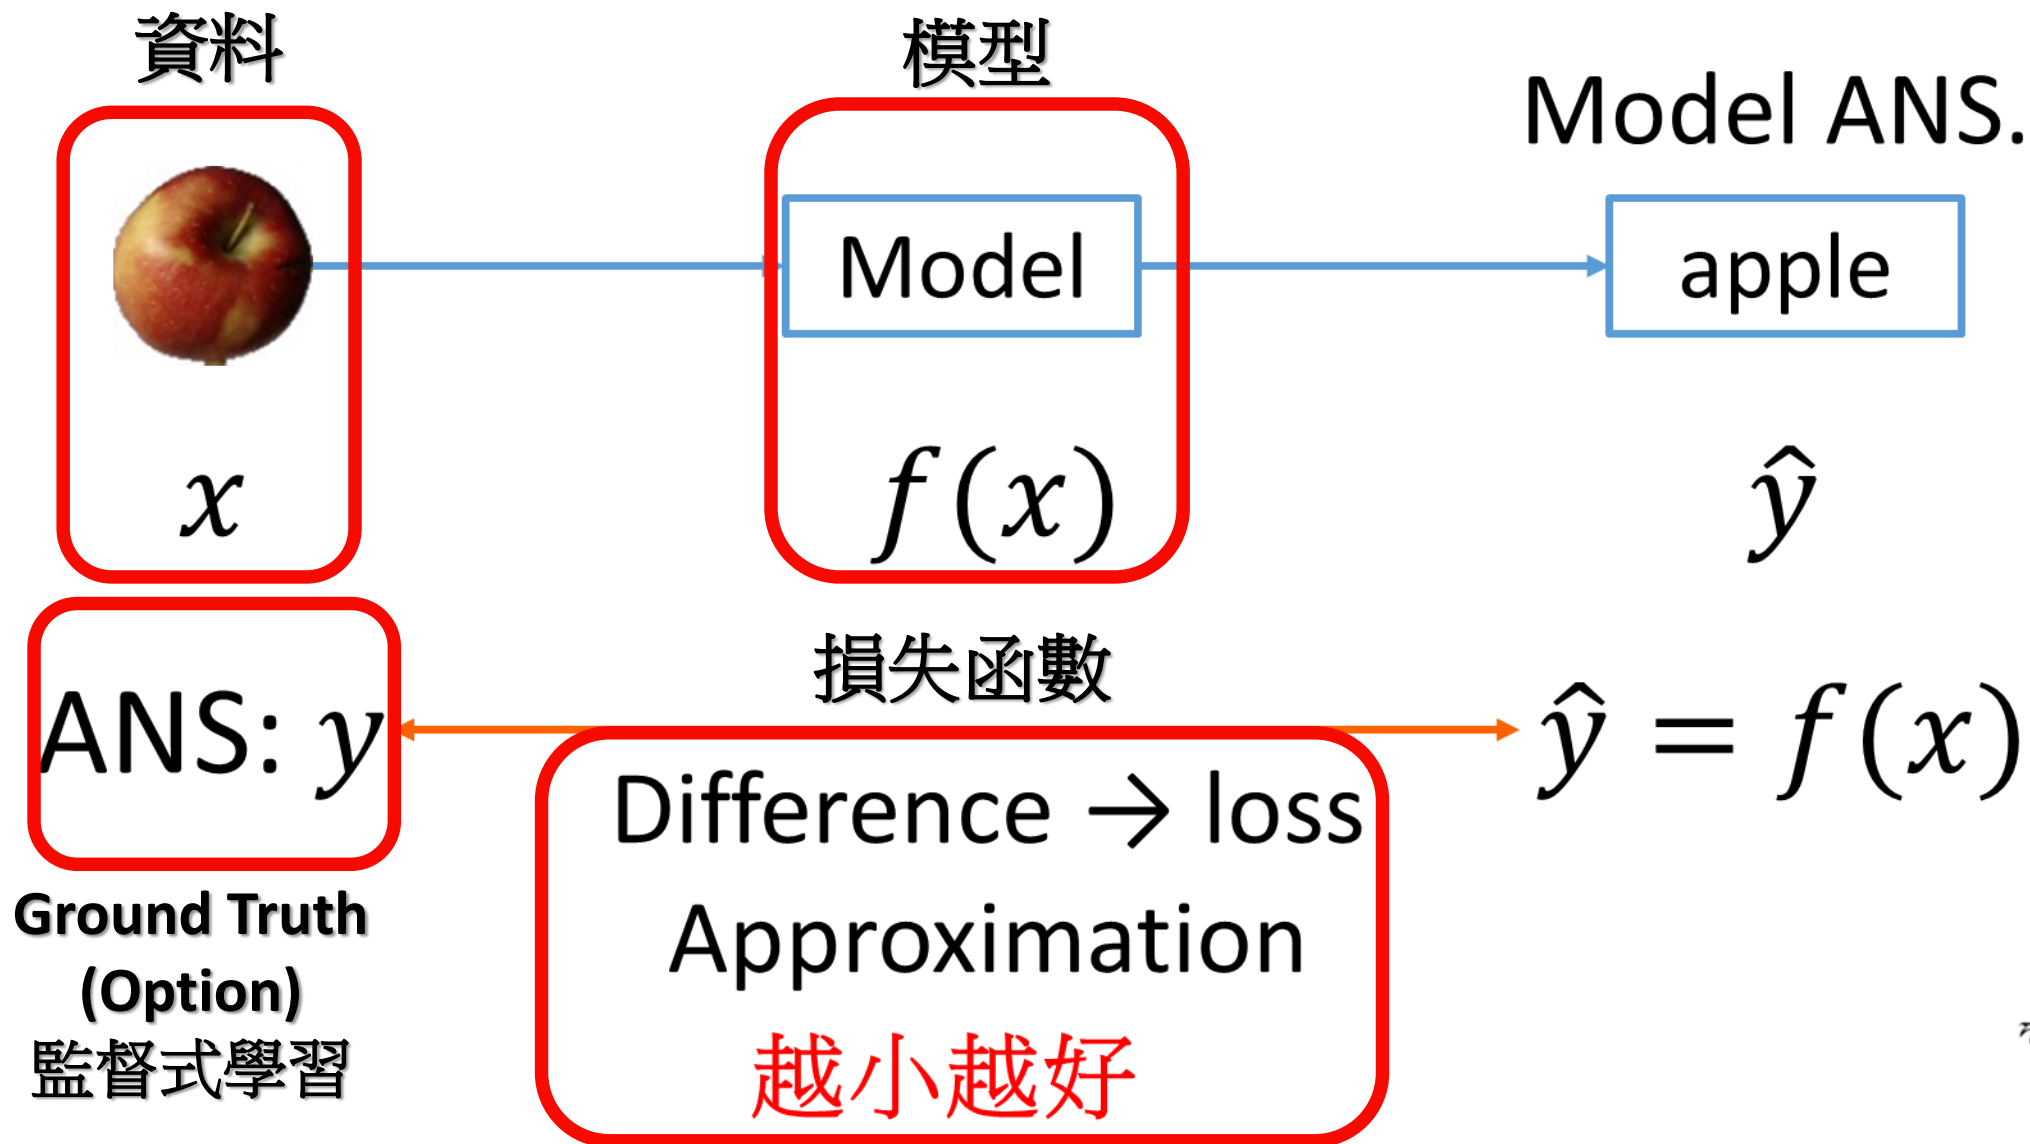 資料
模型
Model ANS.
Model
apple
x
f(x)
ŷ
損失函數
ANS: y
ŷ = f(x)
Difference → loss
Approximation
越小越好
Ground Truth
(Option)
監督式學習